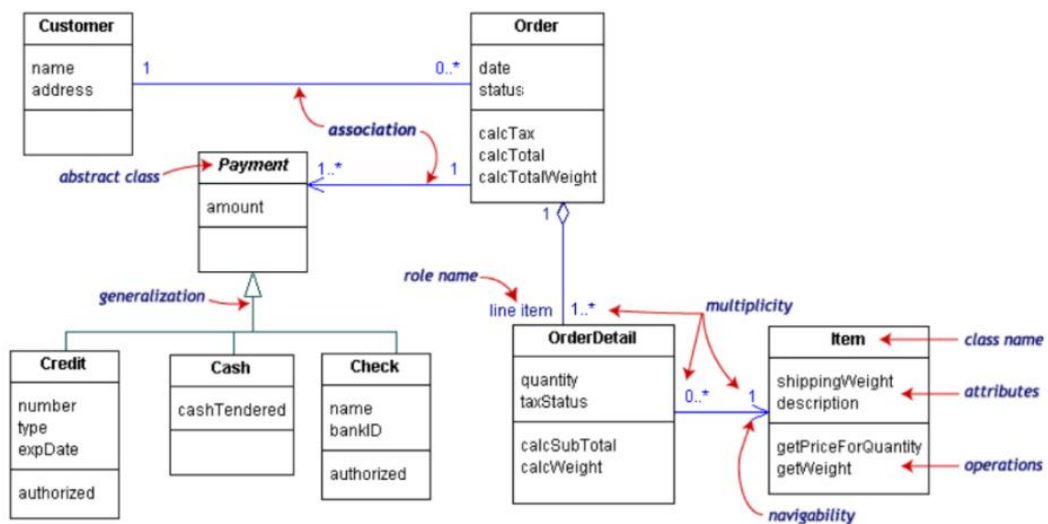 Customer
name
address
1
0..*
Order
date
status
calcTax
calcTotal
calcTotalWeight
association
abstract class
Payment
amount
1..*
1
1
generalization
role name
line item
1..*
multiplicity
Credit
number
type
expDate
authorized
Cash
cashTendered
Check
name
bankID
authorized
OrderDetail
quantity
taxStatus
calcSubTotal
calcWeight
0..*
1
Item
shippingWeight
description
getPriceForQuantity
getWeight
class name
attributes
operations
navigability